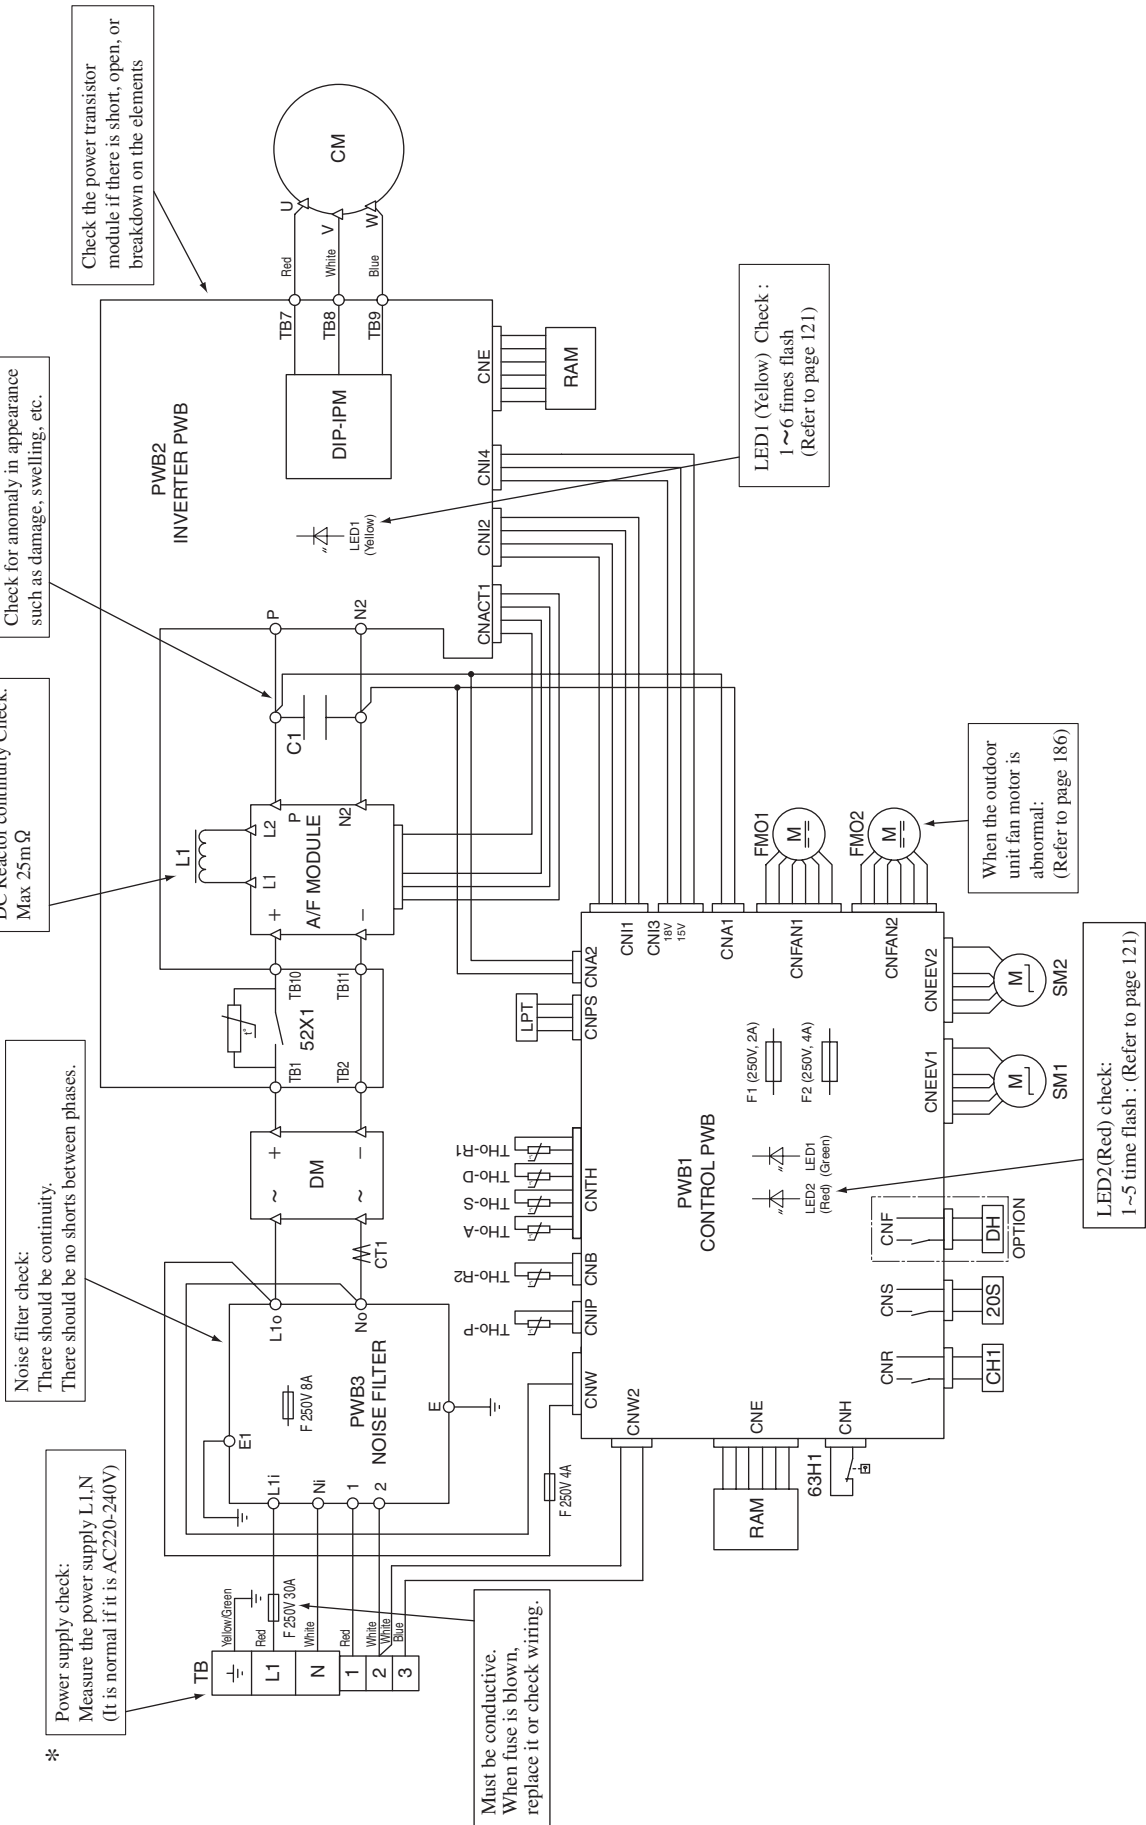 *
Power supply check:
Measure the power supply L1,N
(It is normal if it is AC220-240V)
Noise filter check:
There should be continuity.
There should be no shorts between phases.
DC Reactor continuity Check:
Max 25mΩ
Check for anomaly in appearance
such as damage, swelling, etc.
Check the power transistor
module if there is short, open, or
breakdown on the elements
TB
Yellow/Green
L1
Red
F 250V 30A
N
White
1
Red
2
White
White
3
Blue
Must be conductive.
When fuse is blown,
replace it or check wiring.
E1
L1i
Ni
1
2
F 250V 8A
PWB3
NOISE FILTER
E
L1o
No
CT1
~
+
DM
~
−
TB1
TB2
t°
52X1
TB10
TB11
L1
L1
L2
+
P
A/F MODULE
−
N2
C1
P
N2
PWB2
INVERTER PWB
LED1
(Yellow)
DIP-IPM
TB7
TB8
TB9
Red
White
Blue
U
V
W
CM
CNACT1
CNI2
CNI4
CNE
RAM
LED1 (Yellow) Check :
1~6 fimes flash
(Refer to page 121)
F 250V 4A
THo-P
THo-R2
THo-A
THo-S
THo-D
THo-R1
LPT
CNW2
CNW
CNIP
CNB
CNTH
CNPS
CNA2
CNI1
CNI3
18V
15V
CNA1
CNFAN1
CNFAN2
FMO1
M
FMO2
M
PWB1
CONTROL PWB
LED2
(Red)
LED1
(Green)
F1 (250V, 2A)
F2 (250V, 4A)
CNE
RAM
CNH
63H1
CNR
CH1
CNS
20S
CNF
DH
OPTION
CNEEV1
M
SM1
CNEEV2
M
SM2
When the outdoor
unit fan motor is
abnormal:
(Refer to page 186)
LED2(Red) check:
1~5 time flash : (Refer to page 121)